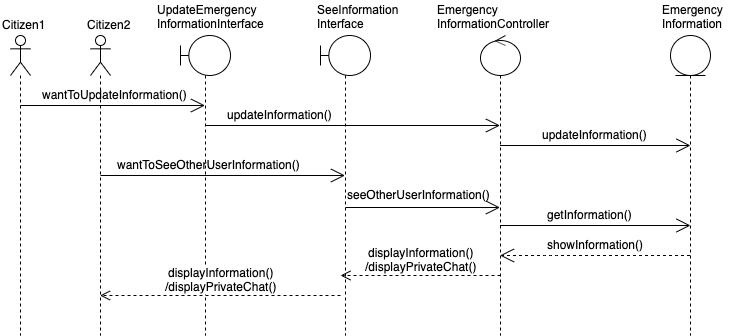 Citizen1
Citizen2
UpdateEmergency
InformationInterface
SeeInformation
Interface
Emergency
InformationController
Emergency
Information
wantToUpdateInformation()
updateInformation()
updateInformation()
wantToSeeOtherUserInformation()
seeOtherUserInformation()
getInformation()
showInformation()
displayInformation()
/displayPrivateChat()
displayInformation()
/displayPrivateChat()